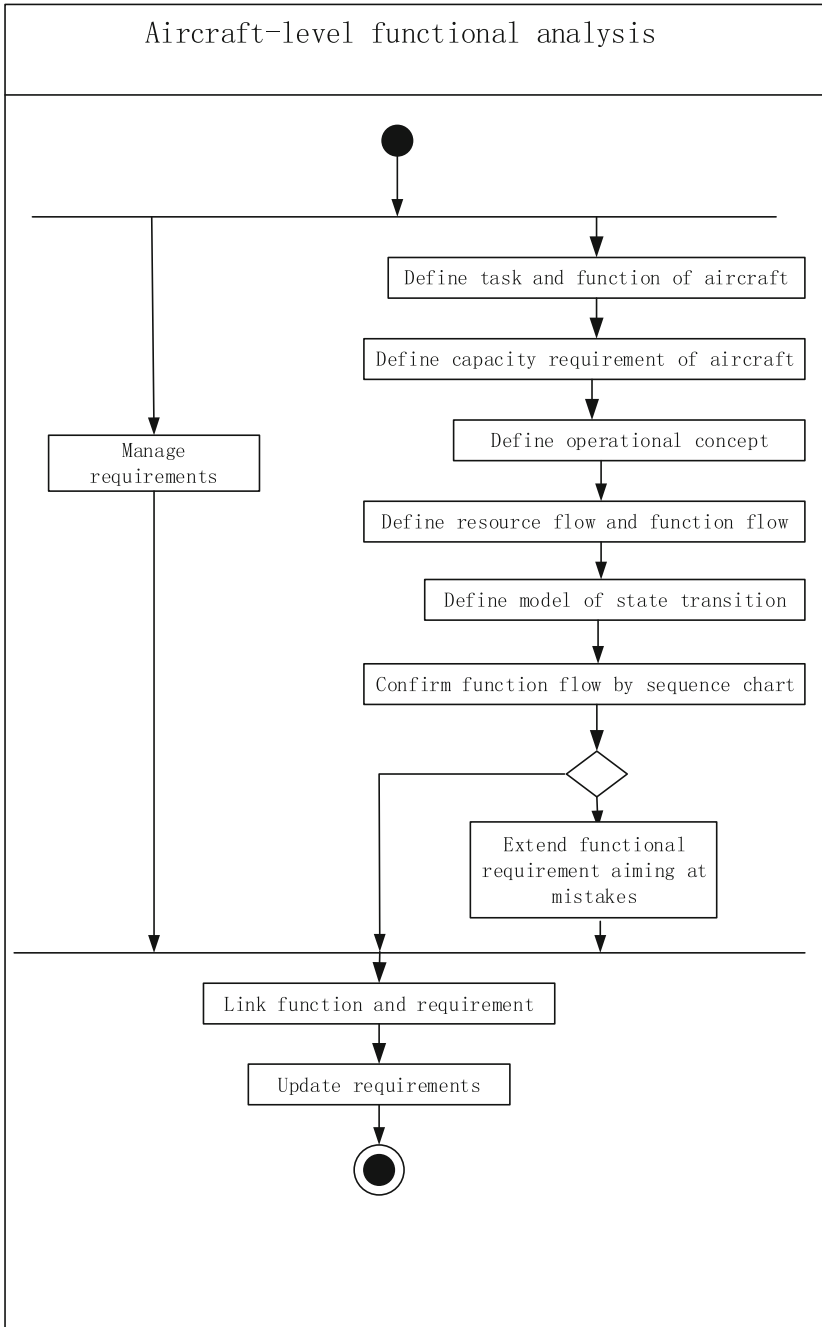 Aircraft-level functional analysis
Define task and function of aircraft
Define capacity requirement of aircraft
Define operational concept
Manage
requirements
Define resource flow and function flow
Define model of state transition
Confirm function flow by sequence chart
Extend functional
requirement aiming at
mistakes
Link function and requirement
Update requirements